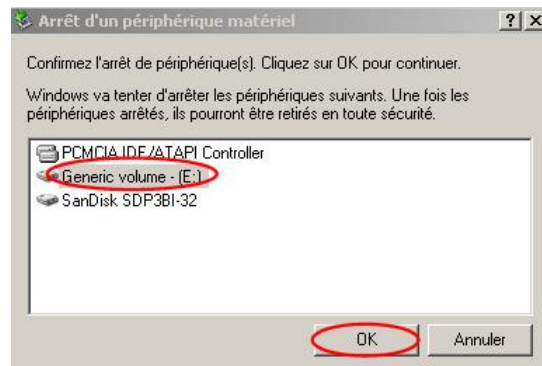 Arrêt d'un périphérique matériel
Confirmez l'arrêt de périphérique(s). Cliquez sur OK pour continuer.
Windows va tenter d'arrêter les périphériques suivants. Une fois les
périphériques arrêtés, ils pourront être retirés en toute sécurité.
PCMCIA IDE/ATAPI Controller
Generic volume - (E:)
SanDisk SDP3BI-32
OK Annuler